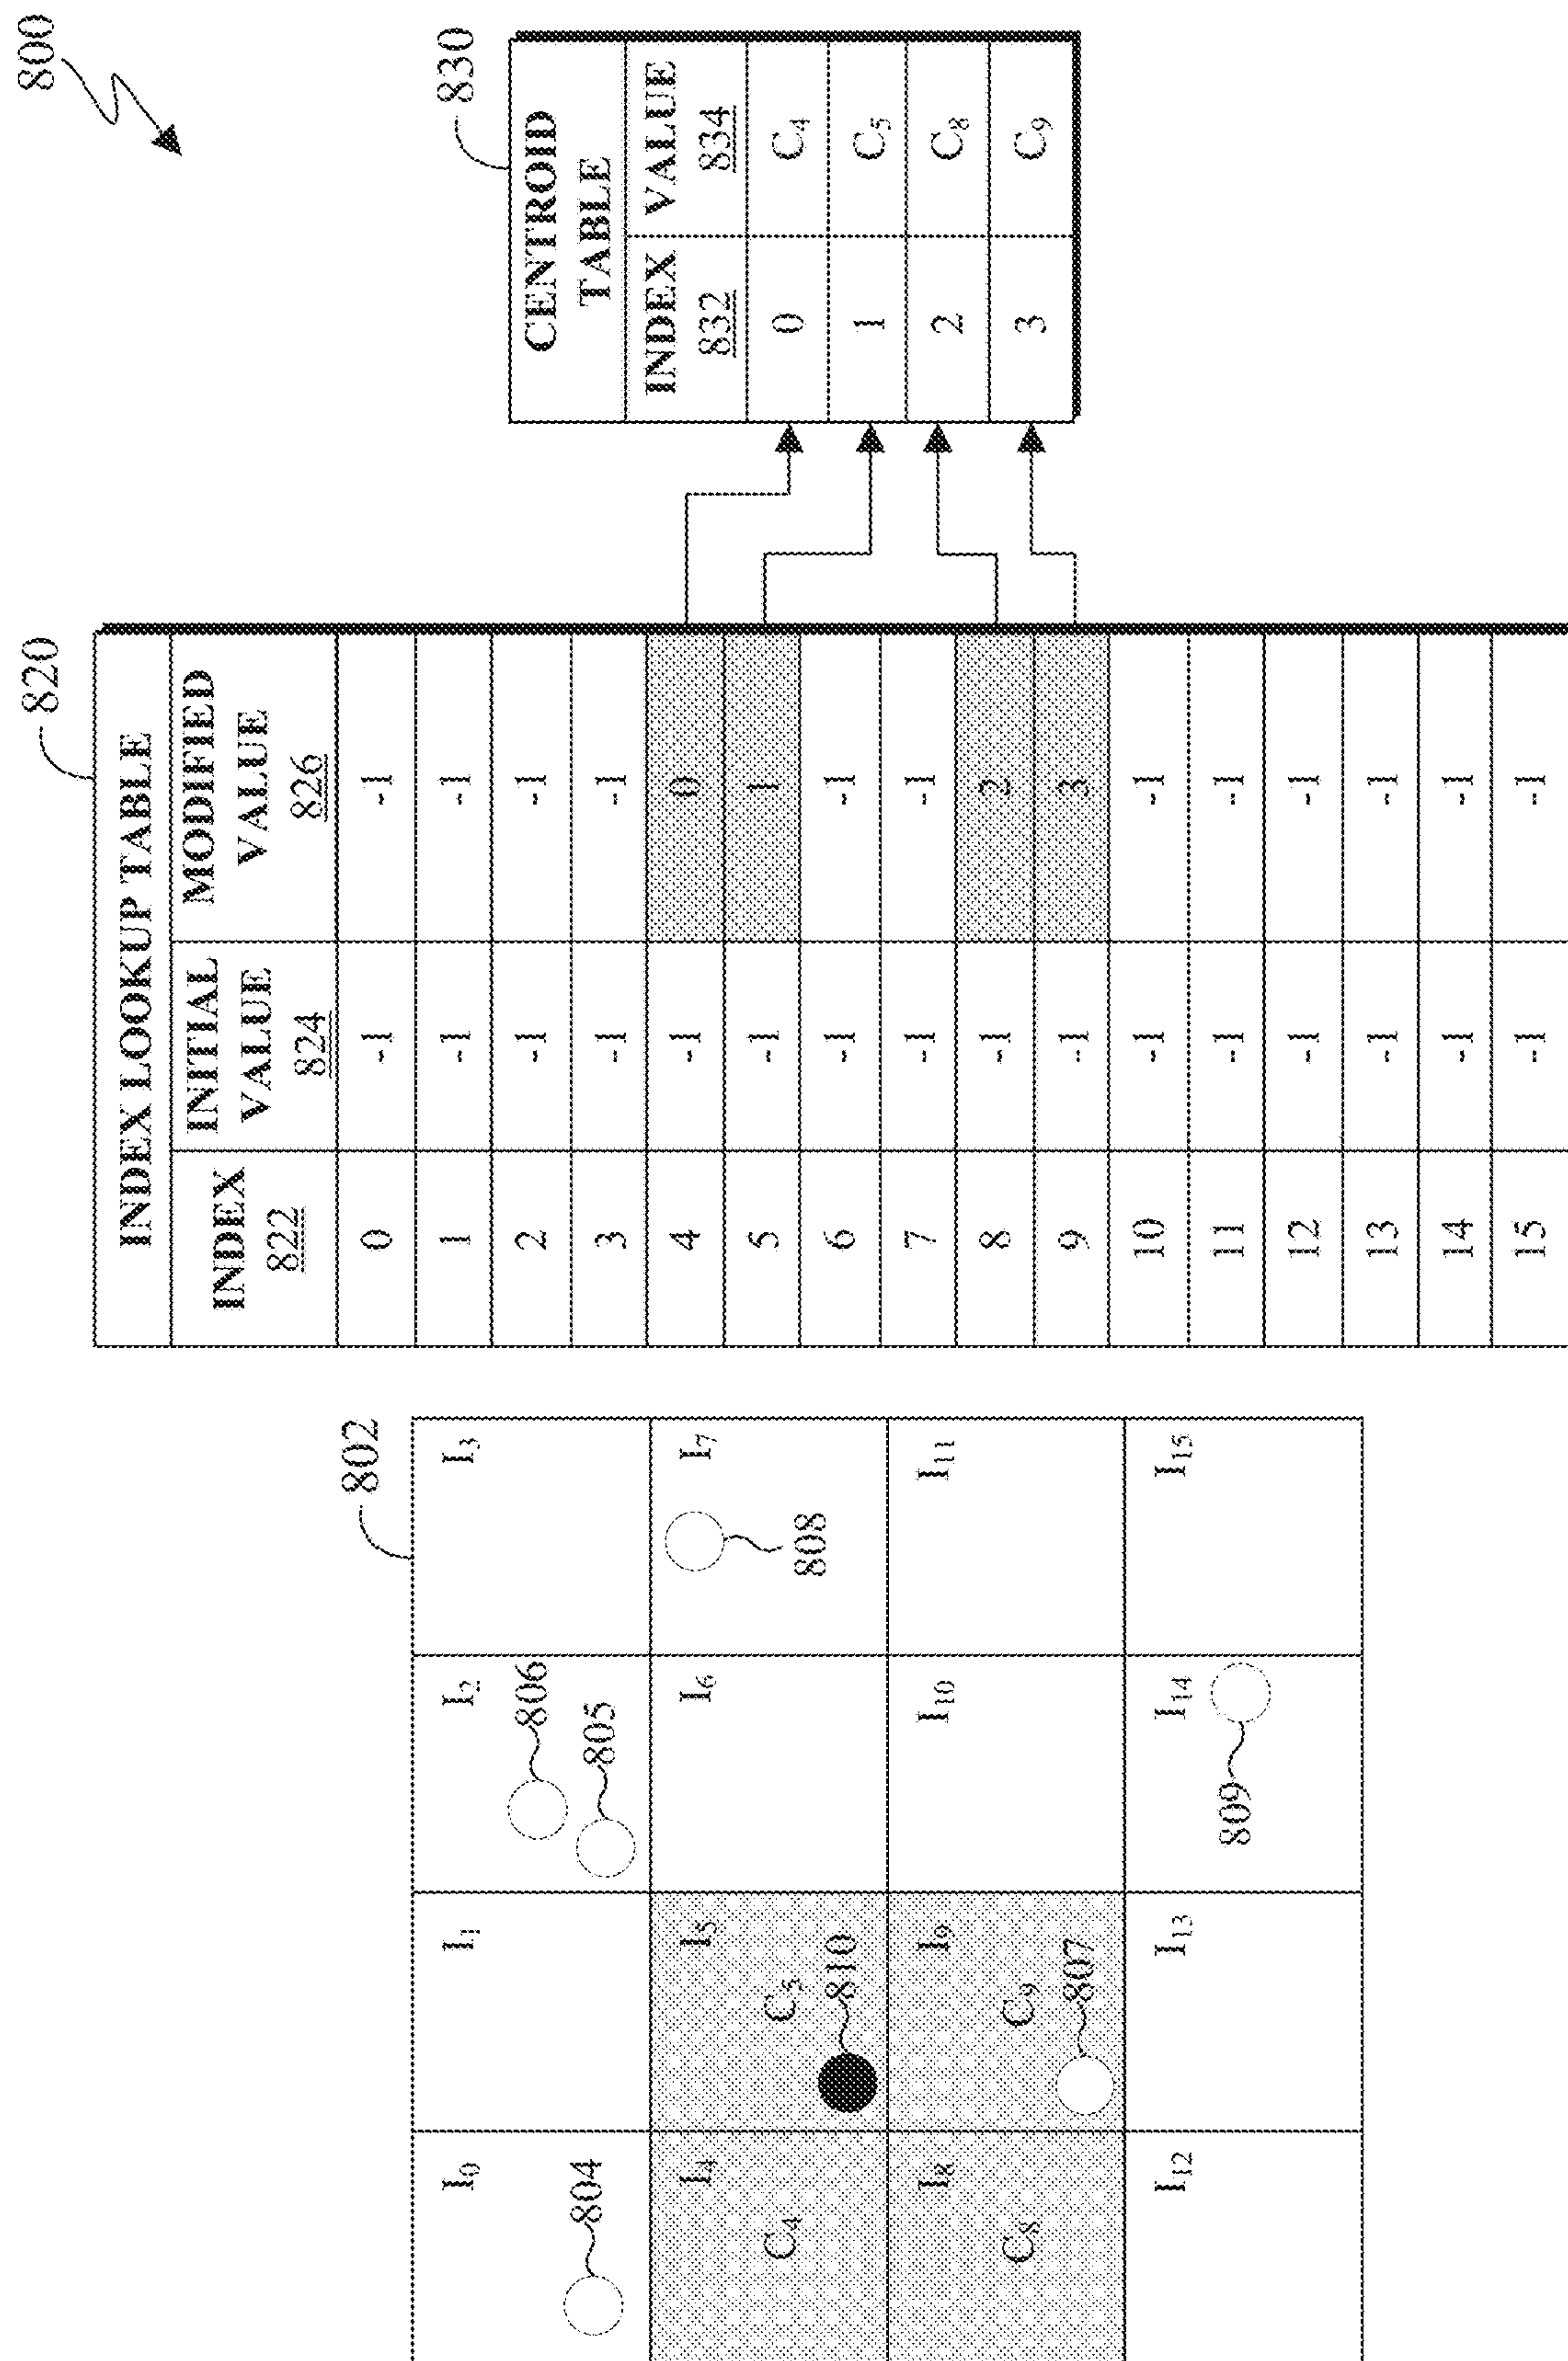 800
802
I₀ I₁ I₂ I₃
804
806
805
I₄ I₅ I₆ I₇
C₄ C₅
810
808
I₈ I₉ I₁₀ I₁₁
C₈ C₉
807
I₁₂ I₁₃ I₁₄ I₁₅
809
820
INDEX LOOKUP TABLE
INDEX INITIAL MODIFIED
VALUE VALUE
822 824 826
0 -1 -1
1 -1 -1
2 -1 -1
3 -1 -1
4 -1 0
5 -1 1
6 -1 -1
7 -1 -1
8 -1 2
9 -1 3
10 -1 -1
11 -1 -1
12 -1 -1
13 -1 -1
14 -1 -1
15 -1 -1
830
CENTROID
TABLE
INDEX VALUE
832 834
0 C₄
1 C₅
2 C₈
3 C₉